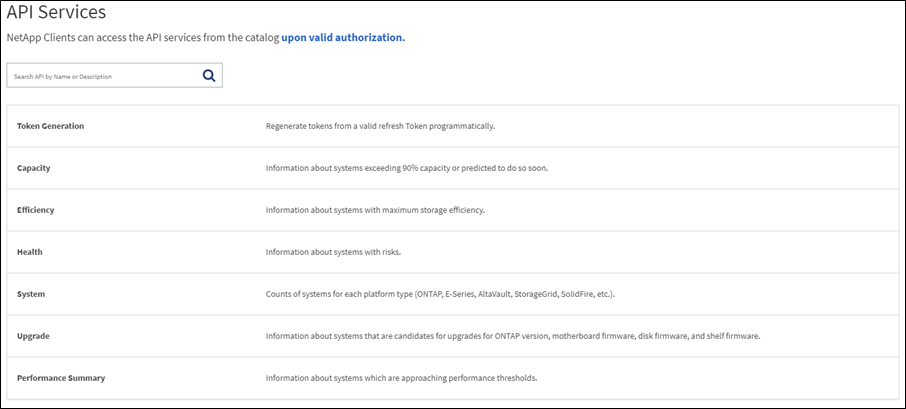 API Services
NetApp Clients can access the API services from the catalog upon valid authorization.
Search API by Name or Description
Token Generation Regenerate tokens from a valid refresh Token programmatically.
Capacity Information about systems exceeding 90% capacity or predicted to do so soon.
Efficiency Information about systems with maximum storage efficiency.
Health Information about systems with risks.
System Counts of systems for each platform type (ONTAP, E-Series, AltaVault, StorageGrid, SolidFire, etc.).
Upgrade Information about systems that are candidates for upgrades for ONTAP version, motherboard firmware, disk firmware, and shelf firmware.
Performance Summary Information about systems which are approaching performance thresholds.